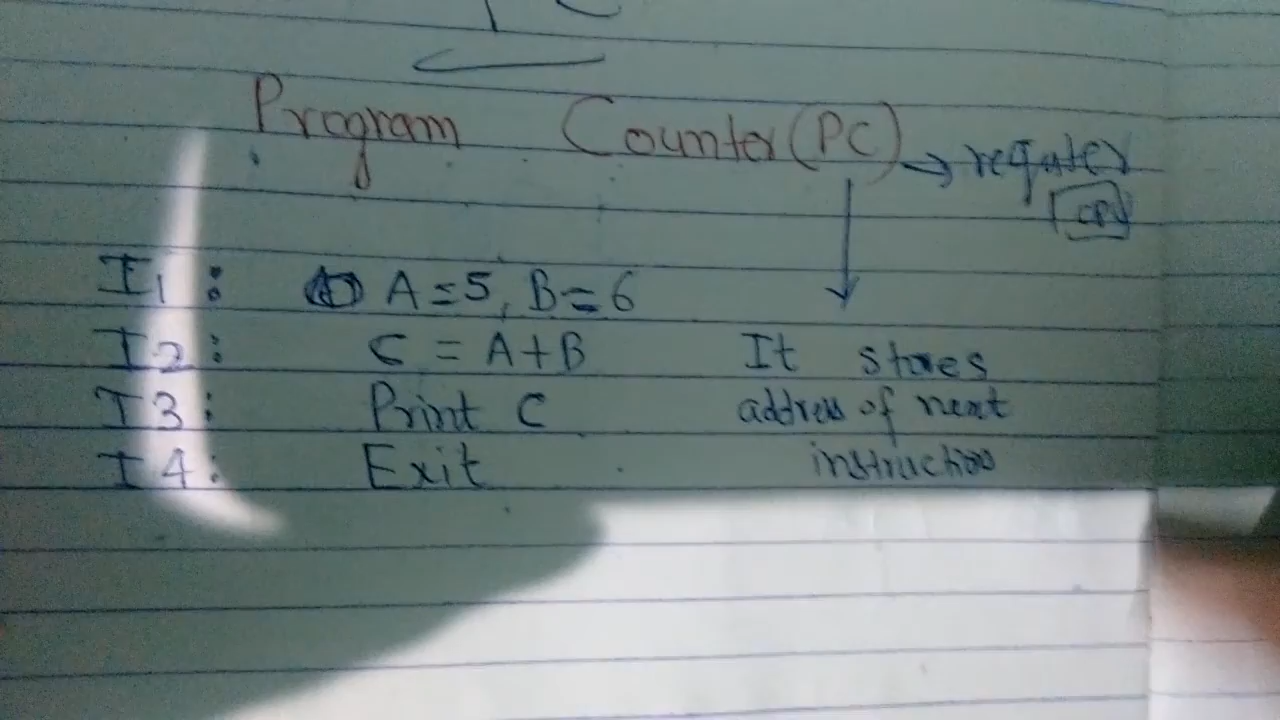 PC
Program Counter (PC) → register
CPU
I1: A=5, B=6
I2: C = A+B
I3: Print C
I4: Exit
It stores
address of next
instruction